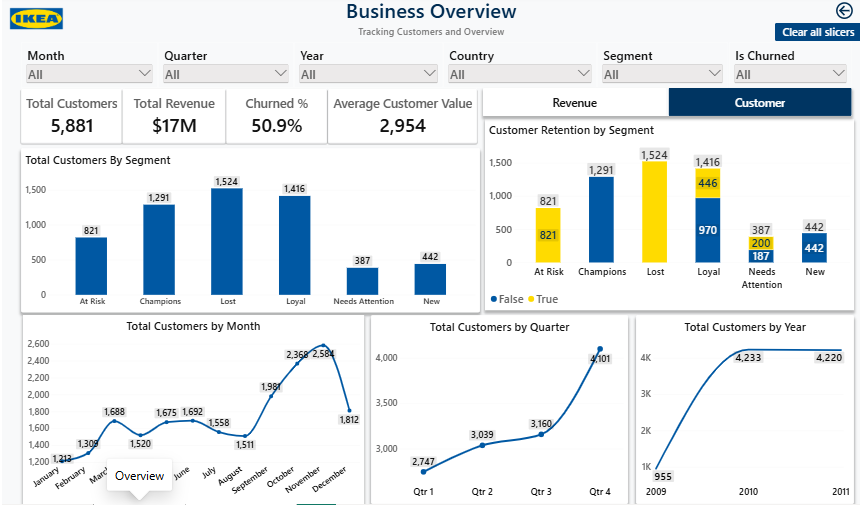 IKEA
Business Overview
Tracking Customers and Overview
Clear all slicers
Month Quarter Year Country Segment Is Churned
All All All All All All
Total Customers Total Revenue Churned % Average Customer Value
5,881 $17M 50.9% 2,954
Revenue Customer
Total Customers By Segment
1,500
1,000
500
0
821 1,291 1,524 1,416 387 442
At Risk Champions Lost Loyal Needs Attention New
Customer Retention by Segment
1,500
1,000
500
0
821 1,291 1,524 1,416 387 442
821 446 970 200 187 442
At Risk Champions Lost Loyal Needs Attention New
False True
Total Customers by Month
2,600
2,400
2,200
2,000
1,800
1,600
1,400
1,200
1,213 1,309 1,688 1,520 1,675 1,692 1,558 1,511 1,981 2,368 2,584 1,812
January February June July August September October November December
Overview
Total Customers by Quarter
4,000
3,500
3,000
2,747 3,039 3,160 4,101
Qtr 1 Qtr 2 Qtr 3 Qtr 4
Total Customers by Year
4K
3K
2K
1K
955 4,233 4,220
2009 2010 2011